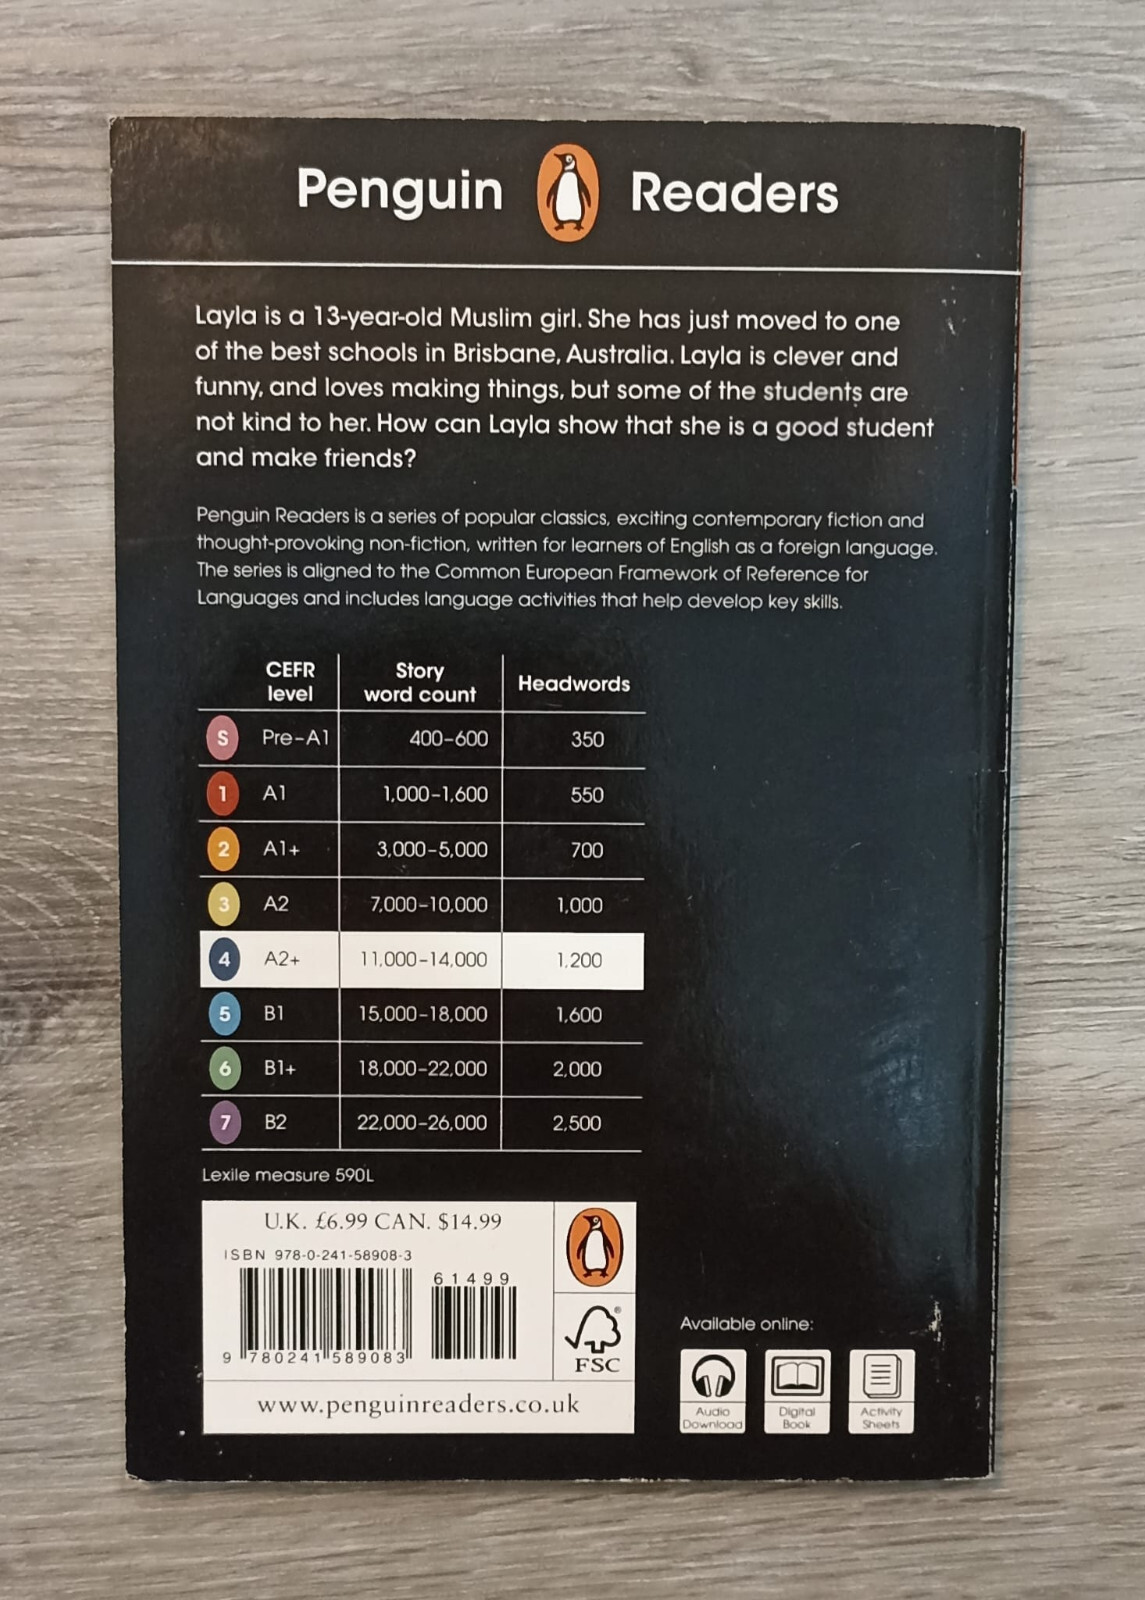 Penguin Readers
Layla is a 13-year-old Muslim girl. She has just moved to one
of the best schools in Brisbane, Australia. Layla is clever and
funny, and loves making things, but some of the students are
not kind to her. How can Layla show that she is a good student
and make friends?
Penguin Readers is a series of popular classics, exciting contemporary fiction and
thought-provoking non-fiction, written for learners of English as a foreign language.
The series is aligned to the Common European Framework of Reference for
Languages and includes language activities that help develop key skills.
CEFR level Story word count Headwords
S Pre-A1 400-600 350
1 A1 1,000-1,600 550
2 A1+ 3,000-5,000 700
3 A2 7,000-10,000 1,000
4 A2+ 11,000-14,000 1,200
5 B1 15,000-18,000 1,600
6 B1+ 18,000-22,000 2,000
7 B2 22,000-26,000 2,500
Lexile measure 590L
U.K. £6.99 CAN. $14.99
ISBN 978-0-241-58908-3
61499
9 780241 589083
FSC
®
www.penguinreaders.co.uk
Available online:
Audio Download
Digital Book
Activity Sheets